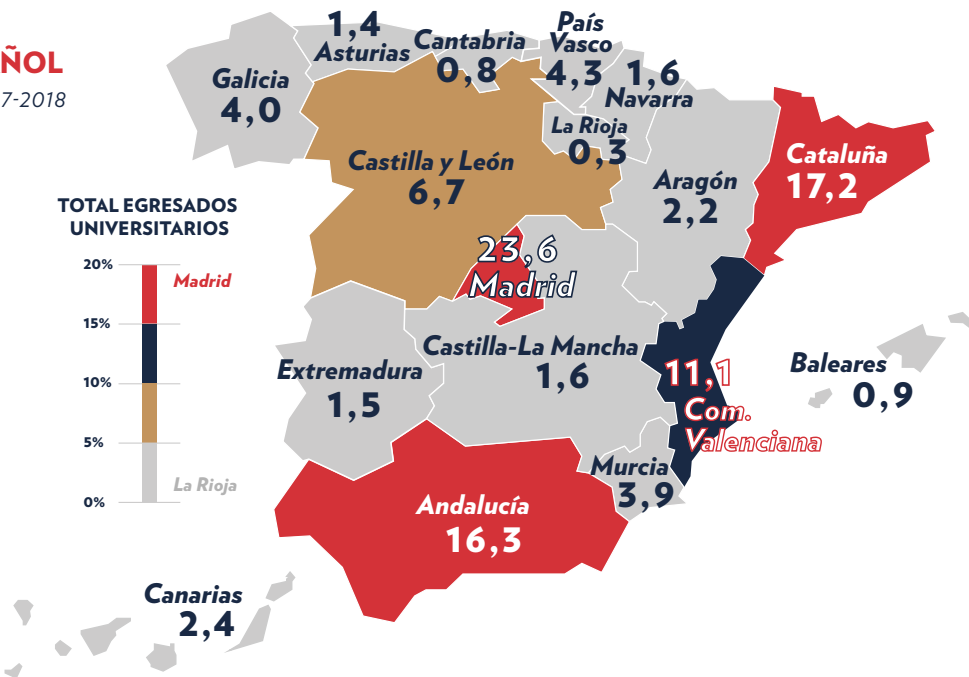 ÑOL
7-2018
1,4
Asturias
Cantabria
0,8
País
Vasco
4,3
1,6
Navarra
Galicia
4,0
La Rioja
0,3
Castilla y León
6,7
Aragón
2,2
Cataluña
17,2
TOTAL EGRESADOS
UNIVERSITARIOS
20%
Madrid
15%
10%
5%
La Rioja
0%
23,6
Madrid
Castilla-La Mancha
1,6
Extremadura
1,5
11,1
Com.
Valenciana
Baleares
0,9
Murcia
3,9
Andalucía
16,3
Canarias
2,4